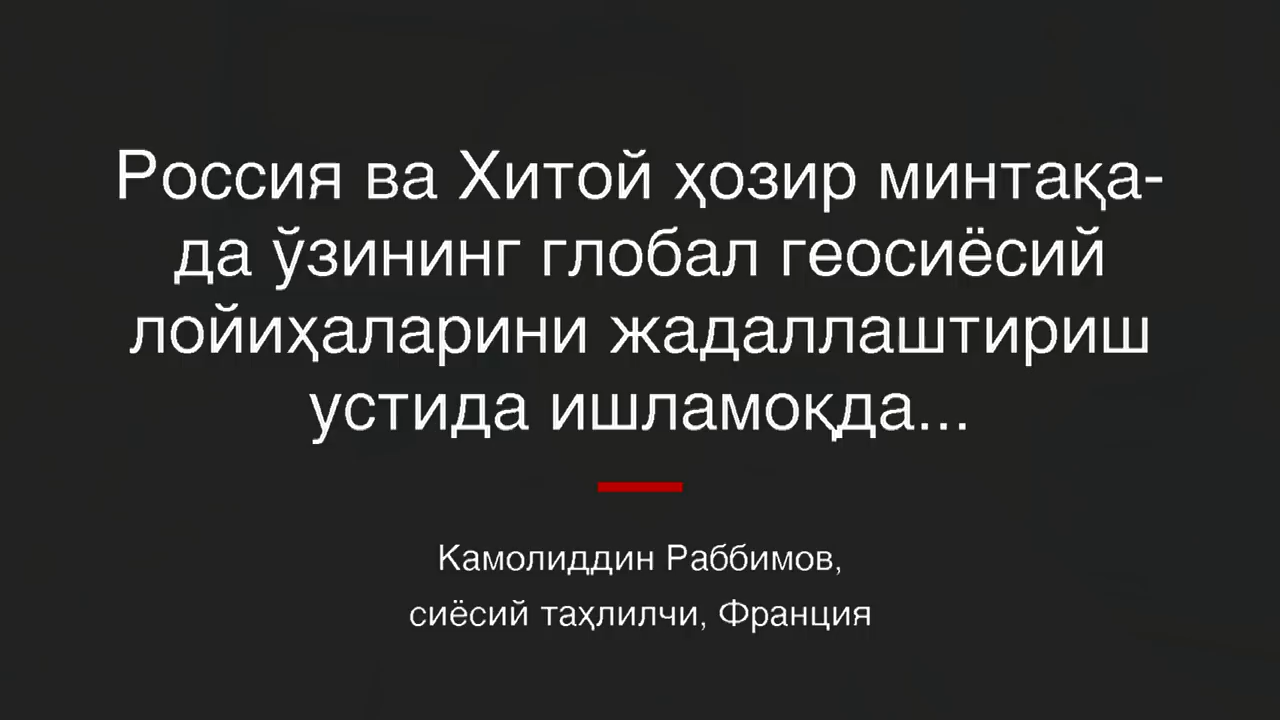 Россия ва Хитой ҳозир минтақа-
да ўзининг глобал геосиёсий
лойиҳаларини жадаллаштириш
устида ишламоқда...
Камолиддин Раббимов,
сиёсий таҳлилчи, Франция